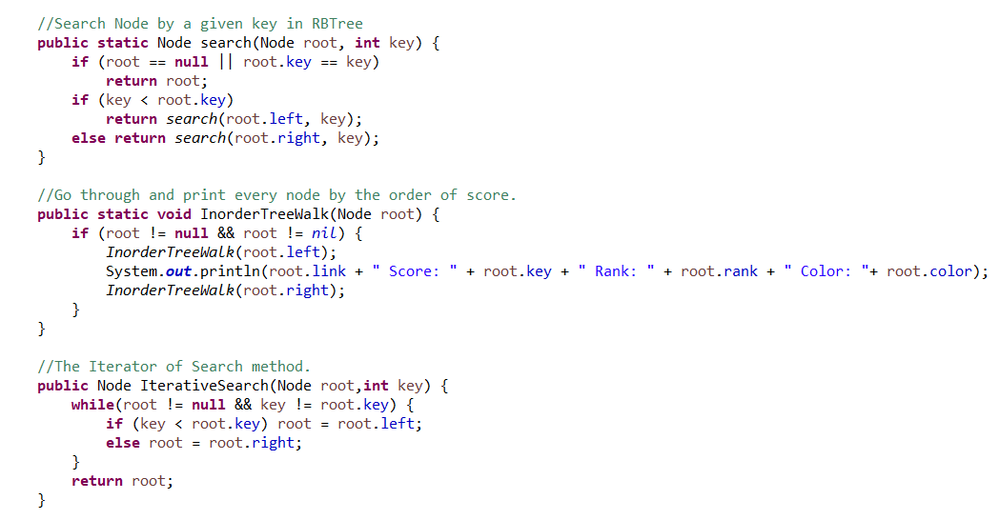 //Search Node by a given key in RBTree
public static Node search(Node root, int key) {
    if (root == null || root.key == key)
        return root;
    if (key < root.key)
        return search(root.left, key);
    else return search(root.right, key);
}

//Go through and print every node by the order of score.
public static void InorderTreeWalk(Node root) {
    if (root != null && root != nil) {
        InorderTreeWalk(root.left);
        System.out.println(root.link + " Score: " + root.key + " Rank: " + root.rank + " Color: "+ root.color);
        InorderTreeWalk(root.right);
    }
}

//The Iterator of Search method.
public Node IterativeSearch(Node root,int key) {
    while(root != null && key != root.key) {
        if (key < root.key) root = root.left;
        else root = root.right;
    }
    return root;
}